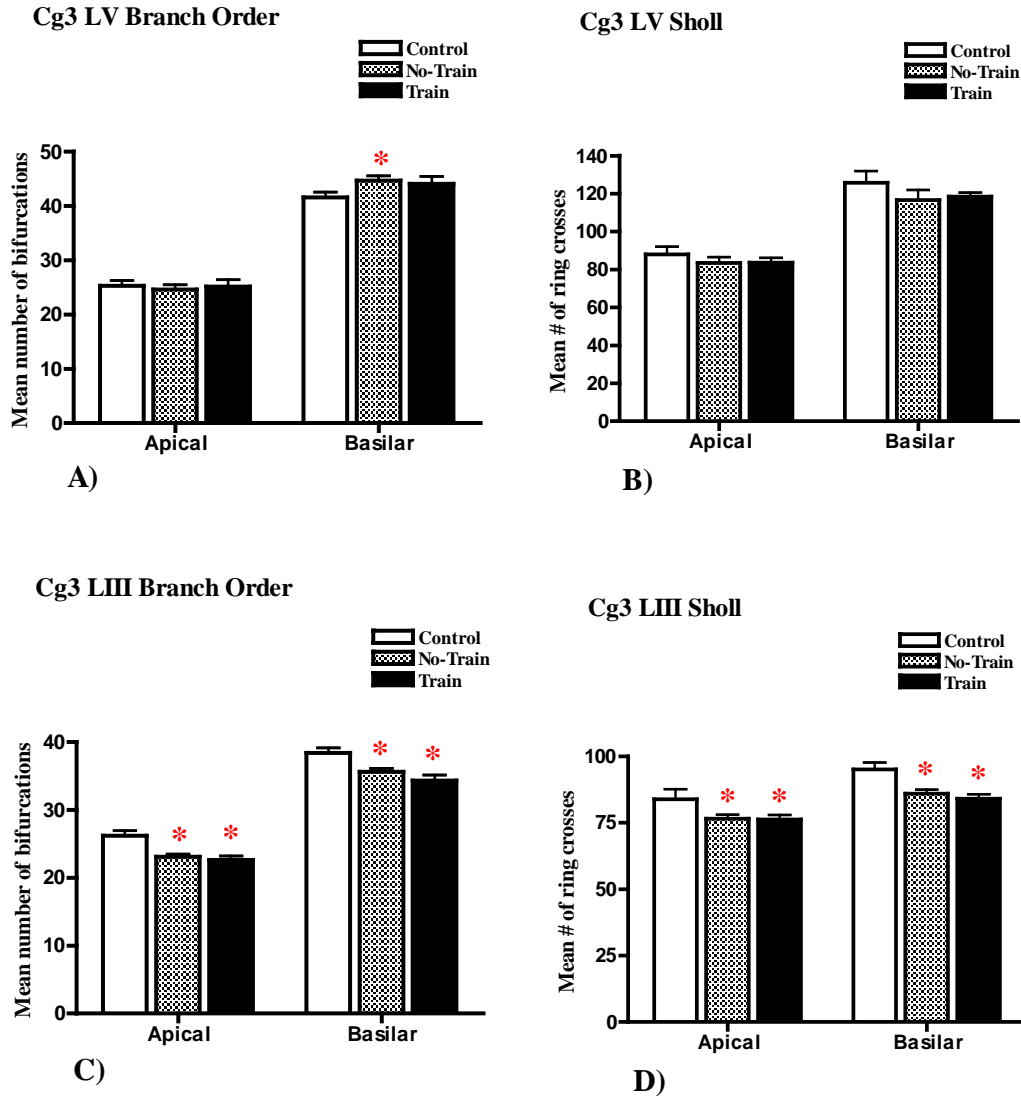 Cg3 LV Branch Order
Control
No-Train
Train
Mean number of bifurcations
50
40
30
20
10
0
*
Apical
Basilar
A)
Cg3 LV Sholl
Control
No-Train
Train
Mean # of ring crosses
140
120
100
80
60
40
20
0
Apical
Basilar
B)
Cg3 LIII Branch Order
Control
No-Train
Train
Mean number of bifurcations
40
30
20
10
0
* * * *
Apical
Basilar
C)
Cg3 LIII Sholl
Control
No-Train
Train
Mean # of ring crosses
100
75
50
25
0
* * * *
Apical
Basilar
D)